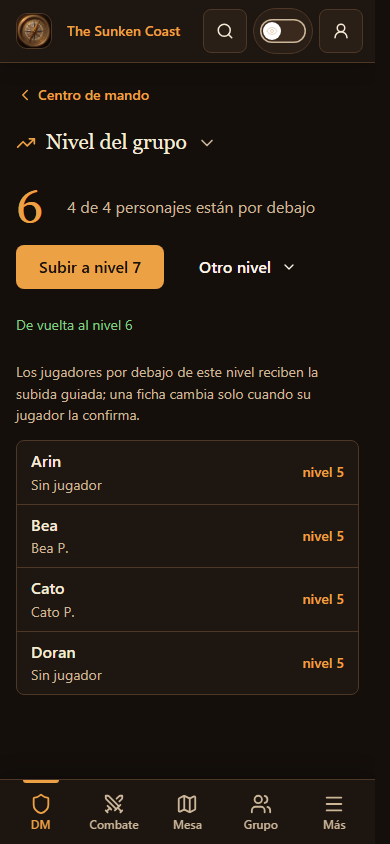 The Sunken Coast
Centro de mando
Nivel del grupo
6
4 de 4 personajes están por debajo
Subir a nivel 7
Otro nivel
De vuelta al nivel 6
Los jugadores por debajo de este nivel reciben la
subida guiada; una ficha cambia solo cuando su
jugador la confirma.
Arin
Sin jugador
nivel 5
Bea
Bea P.
nivel 5
Cato
Cato P.
nivel 5
Doran
Sin jugador
nivel 5
DM
Combate
Mesa
Grupo
Más